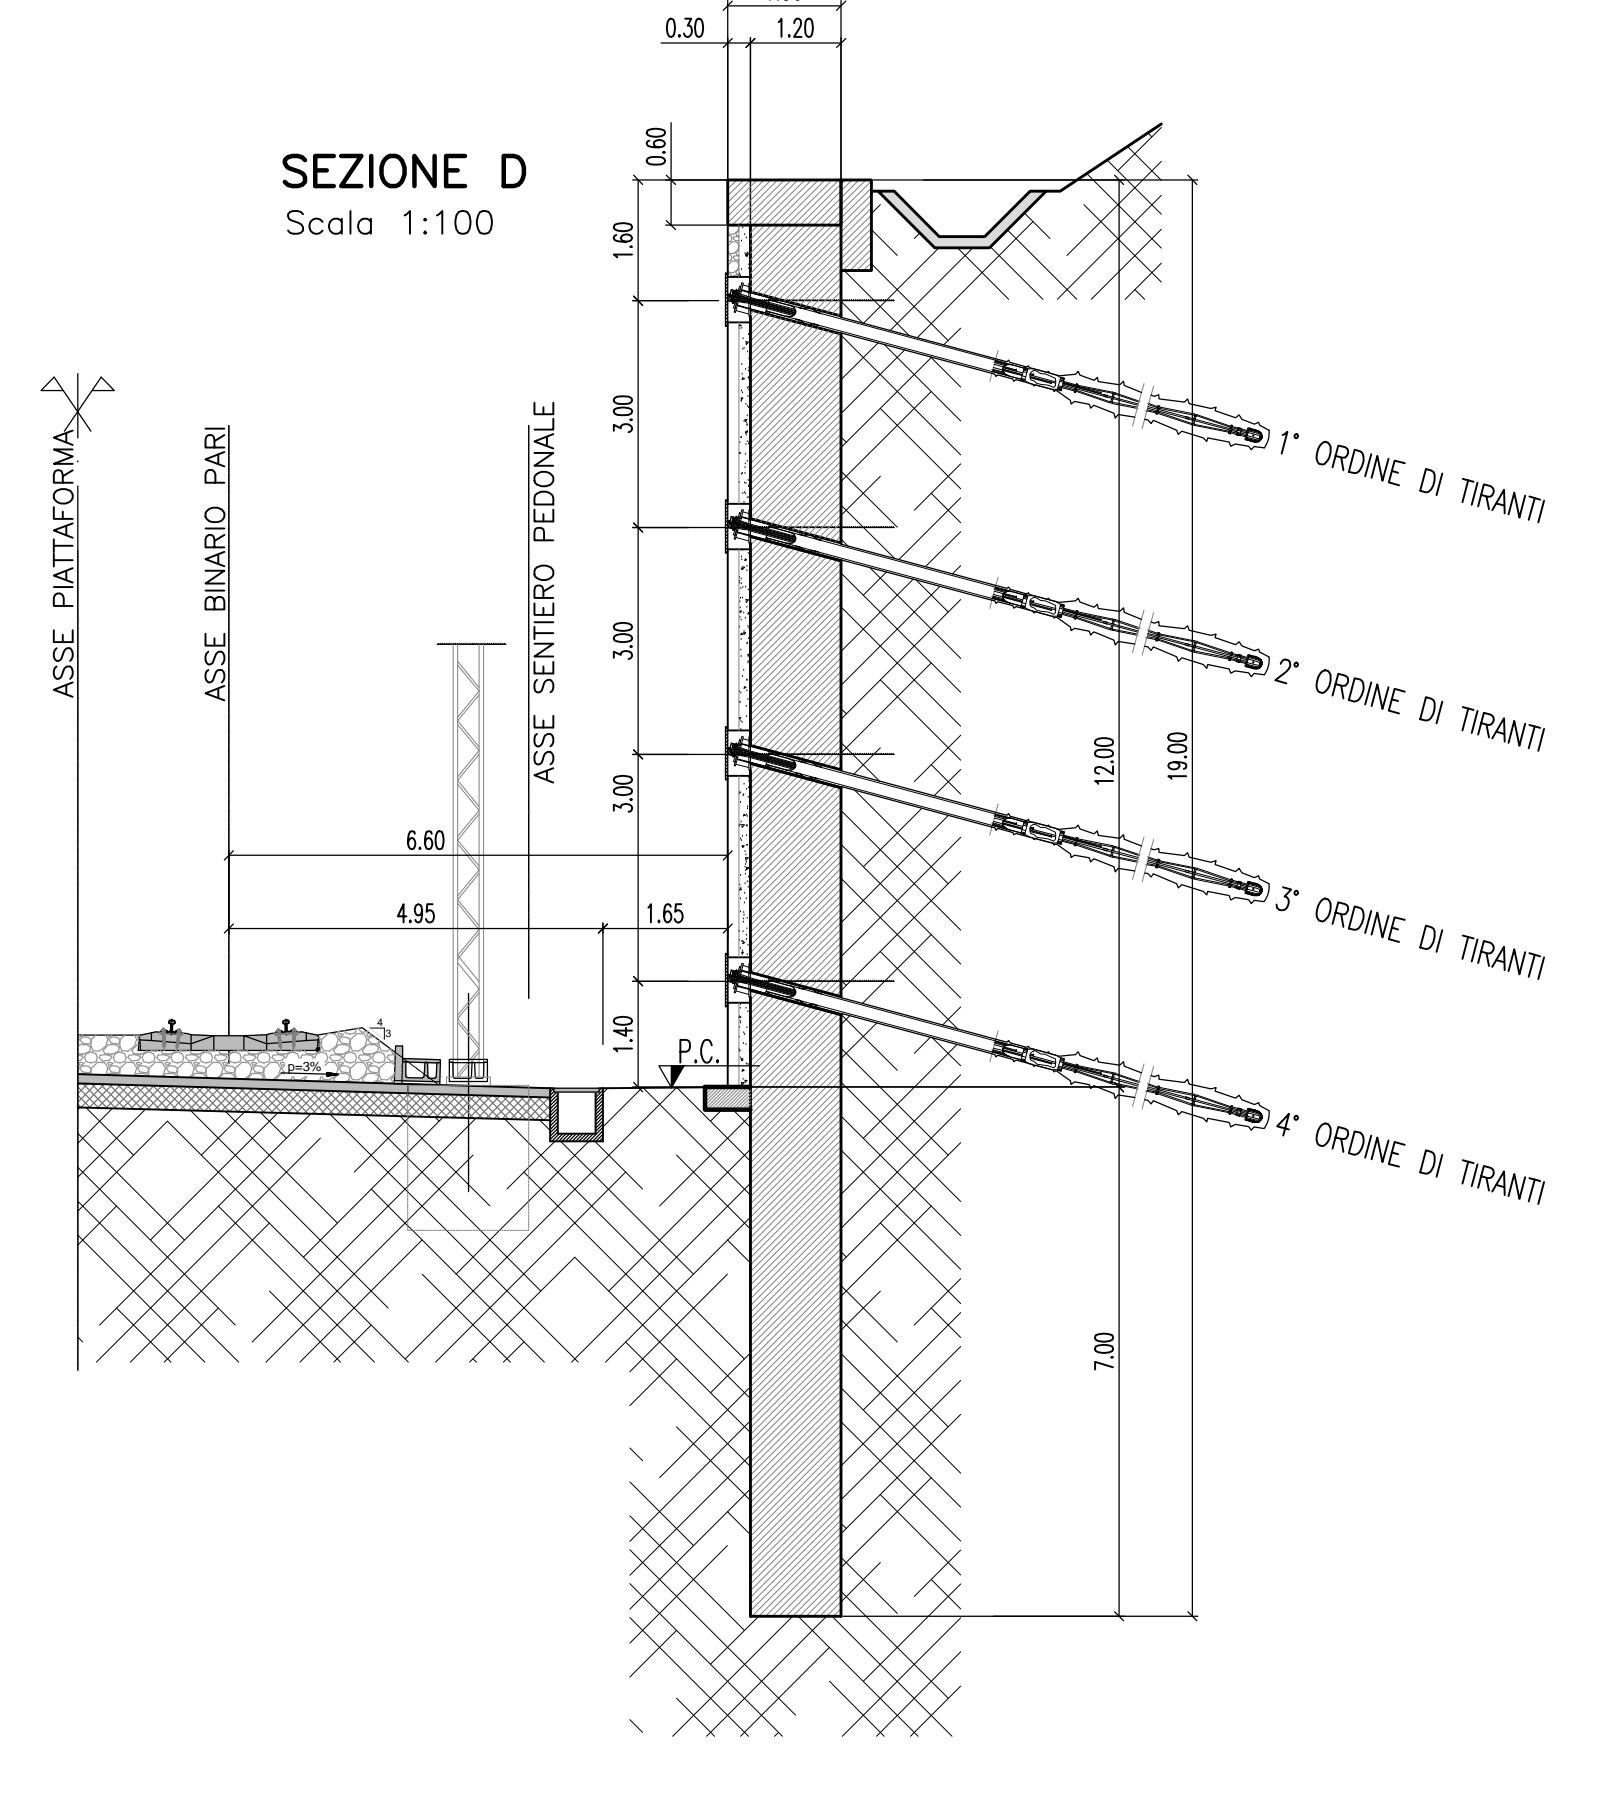 0.30
1.20
SEZIONE D
Scala 1:100
0.60
1.60
3.00
3.00
3.00
1.40
ASSE PIATTAFORMA
ASSE BINARIO PARI
ASSE SENTIERO PEDONALE
1° ORDINE DI TIRANTI
2° ORDINE DI TIRANTI
3° ORDINE DI TIRANTI
4° ORDINE DI TIRANTI
12.00
19.00
7.00
6.60
4.95
1.65
4
3
p=3%
P.C.